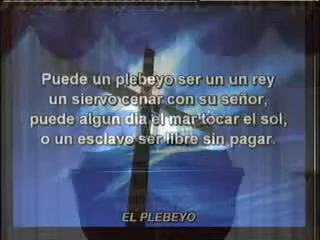 Puede un plebeyo ser un un rey
un siervo cenar con su señor,
puede algun dia el mar tocar el sol,
o un esclavo ser libre sin pagar.
EL PLEBEYO